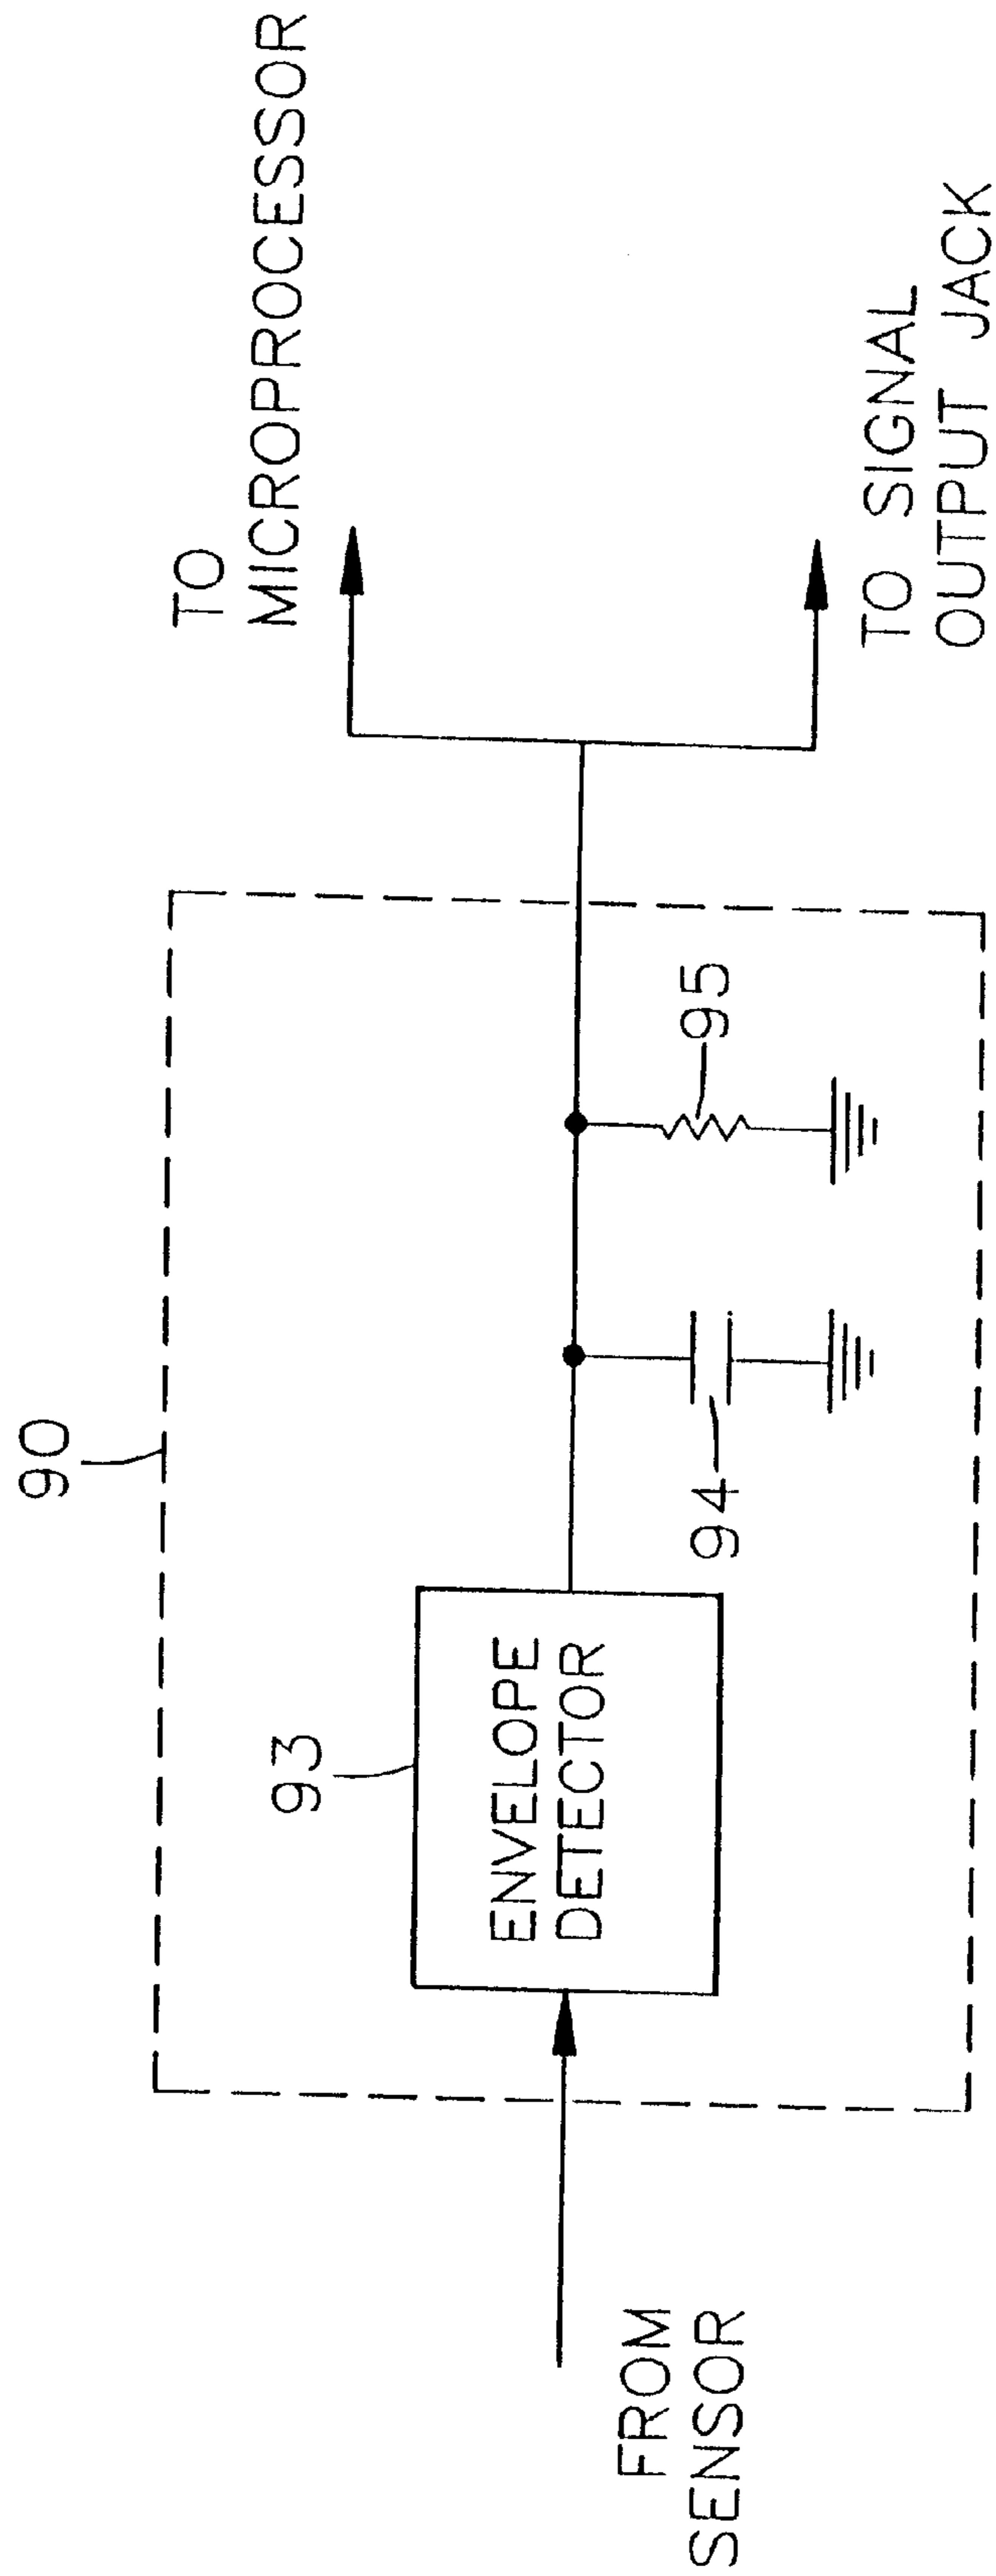 90
93
ENVELOPE
DETECTOR
94
95
FROM
SENSOR
TO
MICROPROCESSOR
TO SIGNAL
OUTPUT JACK